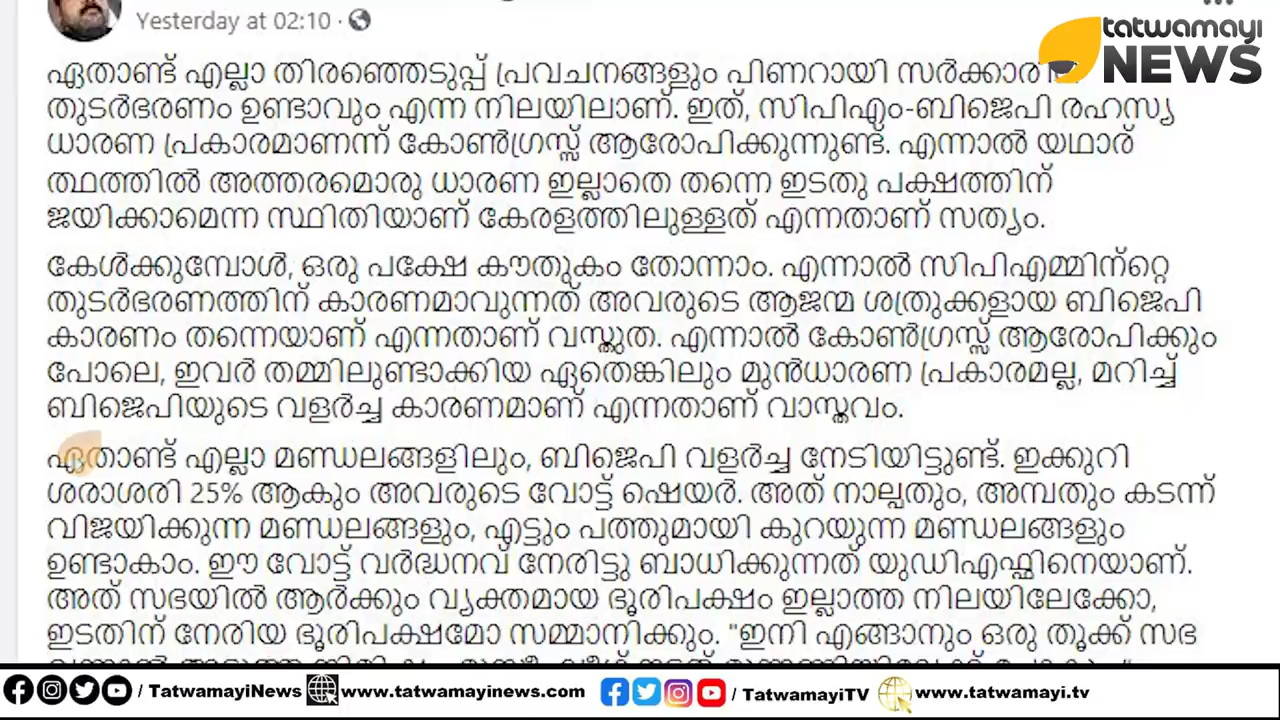 Yesterday at 02:10 ·
tatwamayi
NEWS
ഏതാണ്ട് എല്ലാ തിരഞ്ഞെടുപ്പ് പ്രവചനങ്ങളും പിണറായി
തുടർഭരണം ഉണ്ടാവും എന്ന നിലയിലാണ്. ഇത്, സിപിഎം-ബിജെപി രഹസ്യ
ധാരണ പ്രകാരമാണന്ന് കോൺഗ്രസ്സ് ആരോപിക്കുന്നുണ്ട്. എന്നാൽ യഥാര്
ത്ഥത്തിൽ അത്തരമൊരു ധാരണ ഇല്ലാതെ തന്നെ ഇടതു പക്ഷത്തിന്
ജയിക്കാമെന്ന സ്ഥിതിയാണ് കേരളത്തിലുള്ളത് എന്നതാണ് സത്യം.
കേൾക്കുമ്പോൾ, ഒരു പക്ഷേ കൗതുകം തോന്നാം. എന്നാൽ സിപിഎമ്മിന്റെ
തുടർഭരണത്തിന് കാരണമാവുന്നത് അവരുടെ ആജന്മ ശത്രുക്കളായ ബിജെപി
കാരണം തന്നെയാണ് എന്നതാണ് വസ്തുത. എന്നാൽ കോൺഗ്രസ്സ് ആരോപിക്കും
പോലെ, ഇവർ തമ്മിലുണ്ടാക്കിയ ഏതെങ്കിലും മുൻധാരണ പ്രകാരമല്ല, മറിച്ച്
ബിജെപിയുടെ വളർച്ച കാരണമാണ് എന്നതാണ് വാസ്തവം.
ഏതാണ്ട് എല്ലാ മണ്ഡലങ്ങളിലും, ബിജെപി വളർച്ച നേടിയിട്ടുണ്ട്. ഇക്കുറി
ശരാശരി 25% ആകും അവരുടെ വോട്ട് ഷെയർ. അത് നാല്പതും, അമ്പതും കടന്ന്
വിജയിക്കുന്ന മണ്ഡലങ്ങളും, എട്ടും പത്തുമായി കുറയുന്ന മണ്ഡലങ്ങളും
ഉണ്ടാകാം. ഈ വോട്ട് വർദ്ധനവ് നേരിട്ടു ബാധിക്കുന്നത് യുഡിഎഫ്ഫിനെയാണ്.
അത് സഭയിൽ ആർക്കും വ്യക്തമായ ഭൂരിപക്ഷം ഇല്ലാത്ത നിലയിലേക്കോ,
ഇടതിന് നേരിയ ഭൂരിപക്ഷമോ സമ്മാനിക്കും. "ഇനി എങ്ങാനും ഒരു തൂക്ക് സഭ
/ TatwamayiNews www.tatwamayinews.com / TatwamayiTV www.tatwamayi.tv